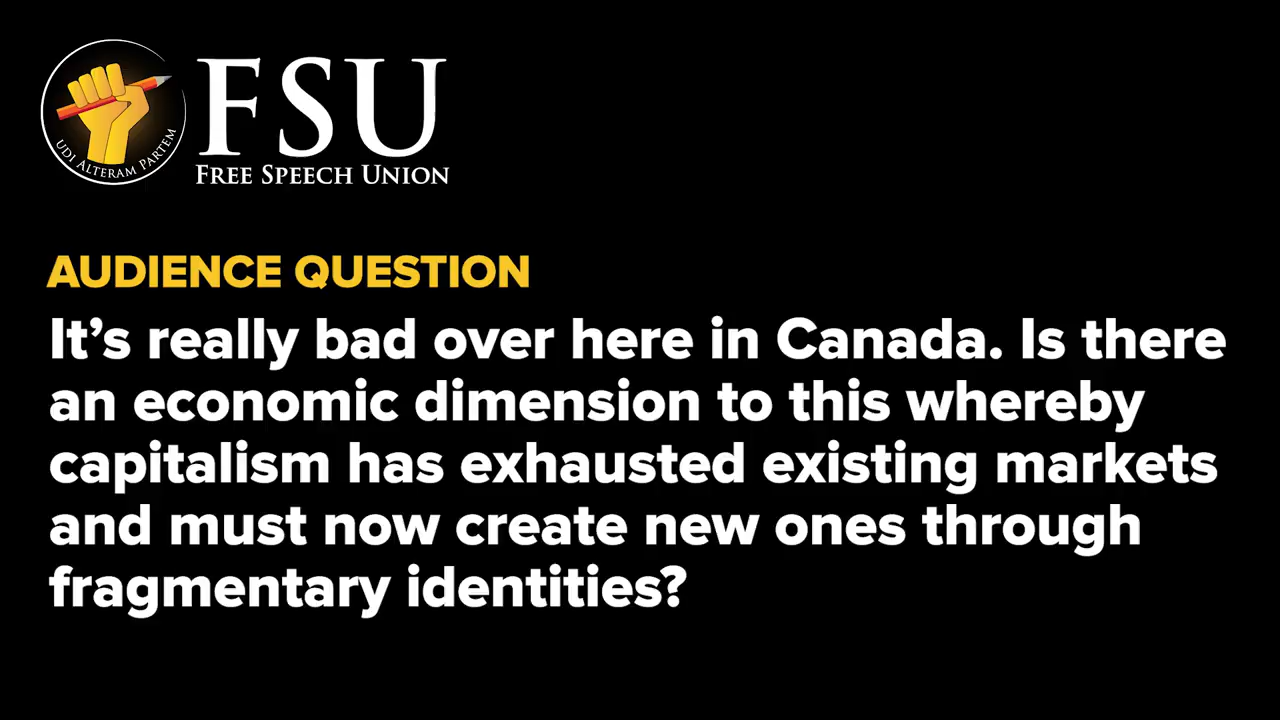 FSU
FREE SPEECH UNION
UDI ALTERAM PARTEM
AUDIENCE QUESTION
It's really bad over here in Canada. Is there
an economic dimension to this whereby
capitalism has exhausted existing markets
and must now create new ones through
fragmentary identities?